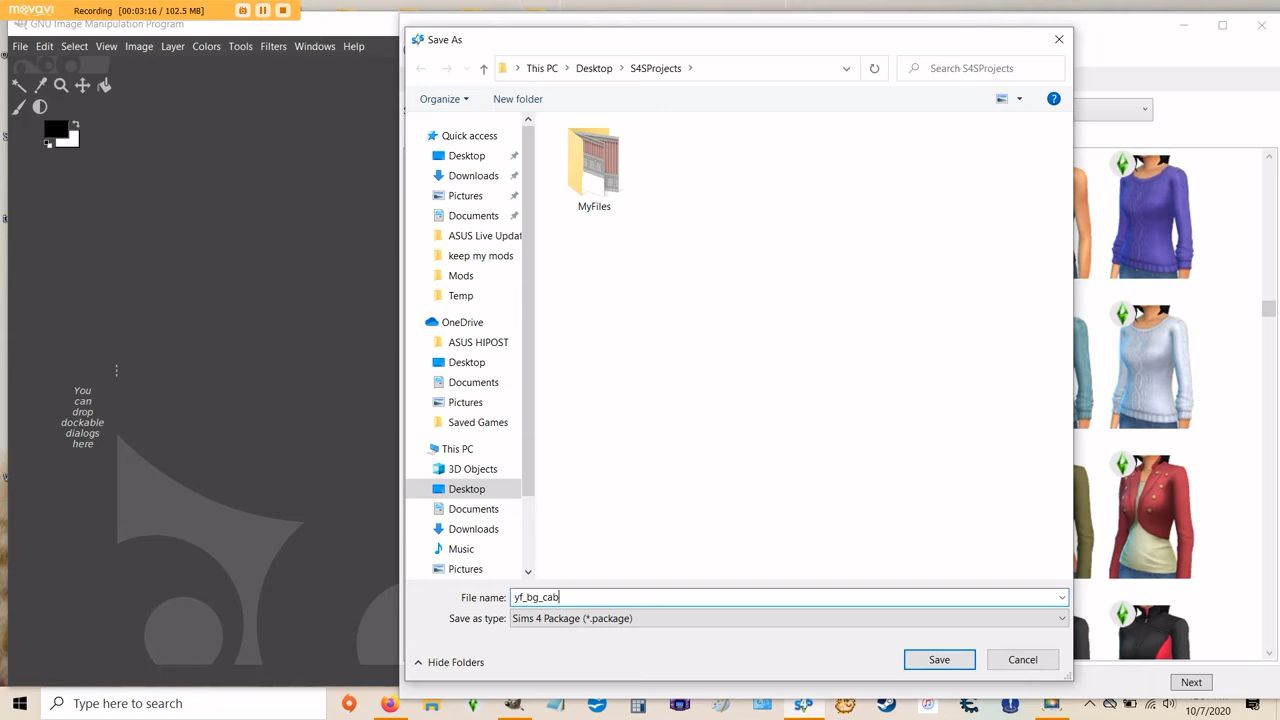 movavi
Recording [00:03:16 / 102.5 MB]
GNU Image Manipulation Program
File Edit Select View Image Layer Colors Tools Filters Windows Help
You
can
drop
dockable
dialogs
here
Save As
This PC
Desktop
S4SProjects
Search S4SProjects
Organize
New folder
Quick access
Desktop
Downloads
Pictures
Documents
ASUS Live Updat
keep my mods
Mods
Temp
OneDrive
ASUS HIPOST
Desktop
Documents
Pictures
Saved Games
This PC
3D Objects
Desktop
Documents
Downloads
Music
Pictures
MyFiles
File name: yf_bg_cab
Save as type: Sims 4 Package (*.package)
Hide Folders
Save
Cancel
Next
Type here to search
10/7/2020